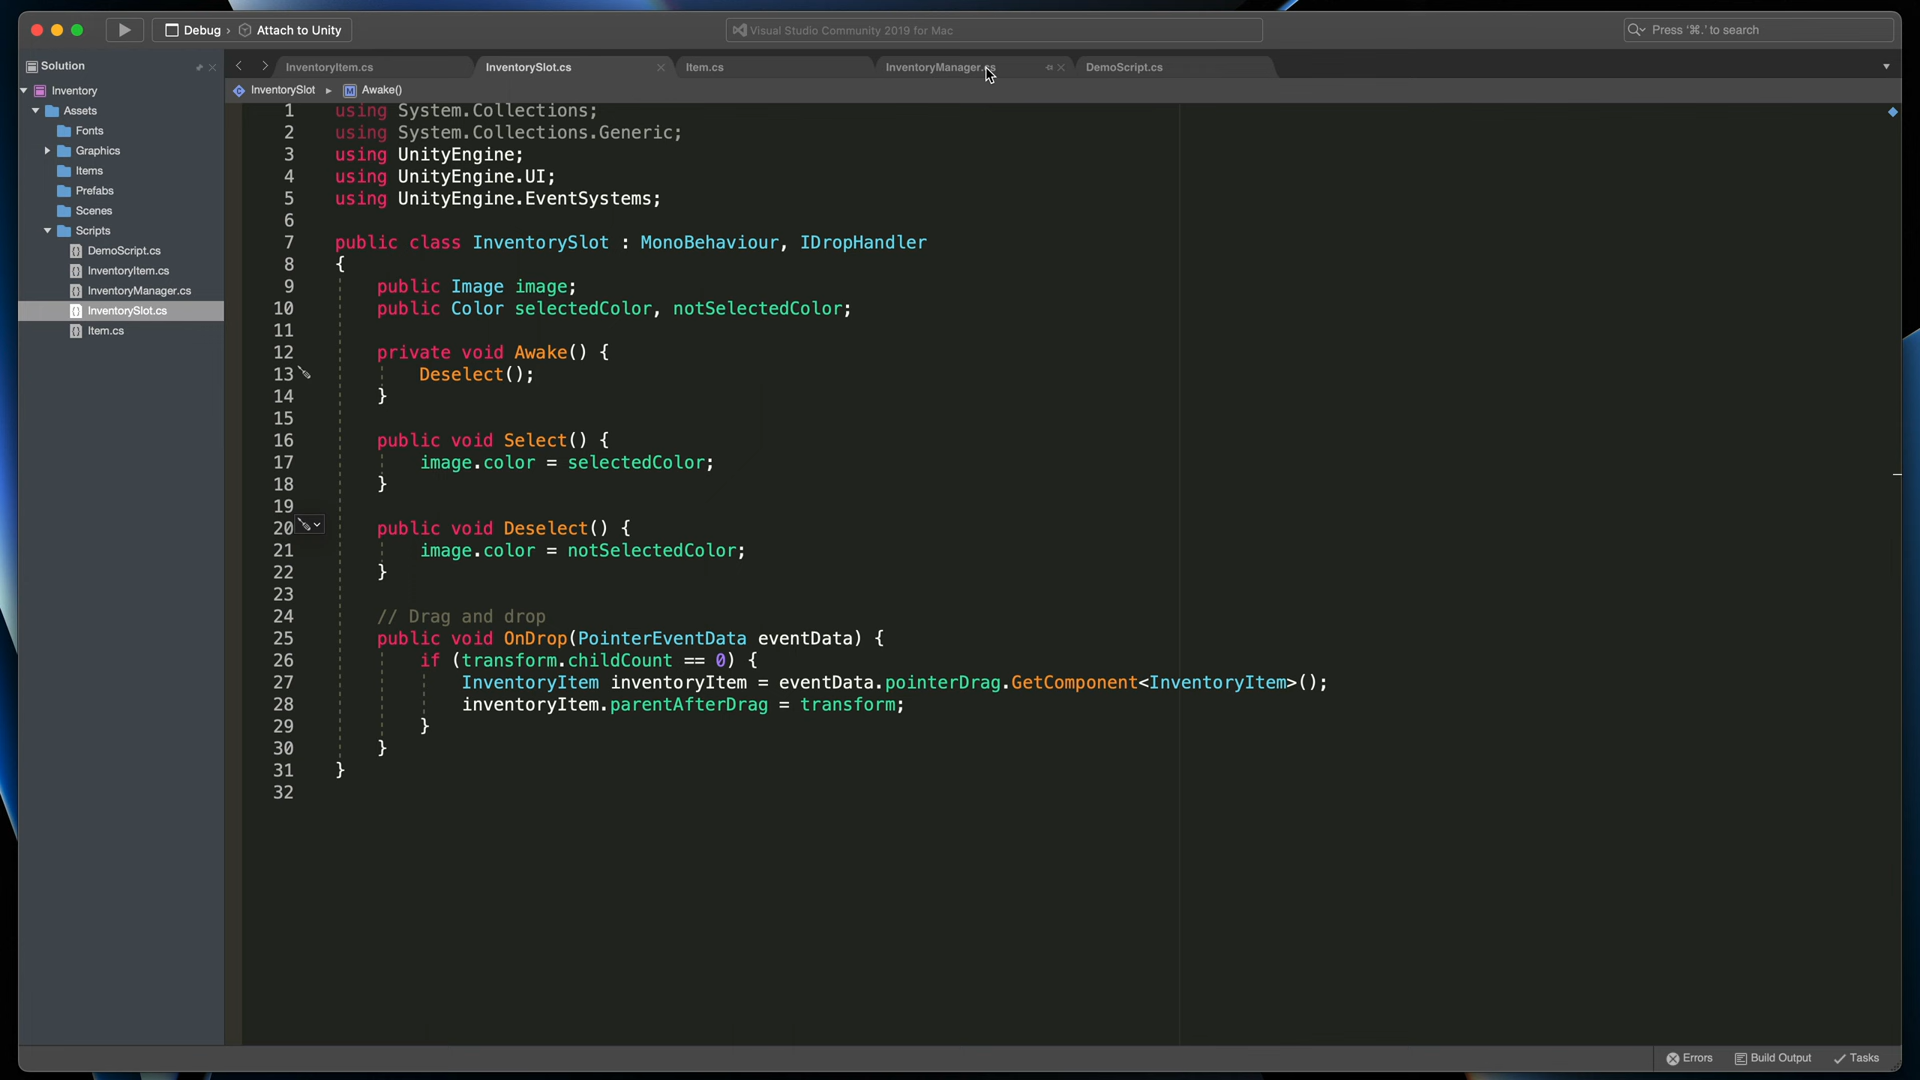 Debug › Attach to Unity
Visual Studio Community 2019 for Mac
Press '⌘.' to search
Solution
InventoryItem.cs
InventorySlot.cs
Item.cs
InventoryManager.cs
DemoScript.cs
InventorySlot ▸ Awake()
Inventory
Assets
Fonts
Graphics
Items
Prefabs
Scenes
Scripts
DemoScript.cs
InventoryItem.cs
InventoryManager.cs
InventorySlot.cs
Item.cs
1 using System.Collections;
2 using System.Collections.Generic;
3 using UnityEngine;
4 using UnityEngine.UI;
5 using UnityEngine.EventSystems;
6
7 public class InventorySlot : MonoBehaviour, IDropHandler
8 {
9 public Image image;
10 public Color selectedColor, notSelectedColor;
11
12 private void Awake() {
13 Deselect();
14 }
15
16 public void Select() {
17 image.color = selectedColor;
18 }
19
20 public void Deselect() {
21 image.color = notSelectedColor;
22 }
23
24 // Drag and drop
25 public void OnDrop(PointerEventData eventData) {
26 if (transform.childCount == 0) {
27 InventoryItem inventoryItem = eventData.pointerDrag.GetComponent<InventoryItem>();
28 inventoryItem.parentAfterDrag = transform;
29 }
30 }
31 }
32
Errors
Build Output
Tasks